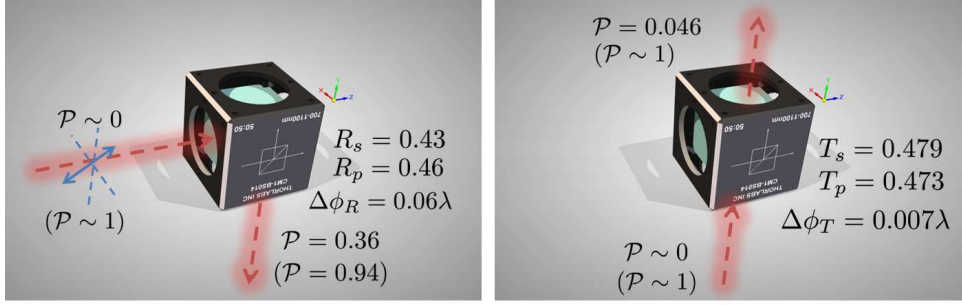 𝒫 ∼ 0
(𝒫 ∼ 1)
50:50
700-1100nm
THORLABS INC
CM1-BS014
x
y
z
R_s = 0.43
R_p = 0.46
Δϕ_R = 0.06λ
𝒫 = 0.36
(𝒫 = 0.94)
𝒫 = 0.046
(𝒫 ∼ 1)
50:50
700-1100nm
THORLABS INC
CM1-BS014
x
y
z
T_s = 0.479
T_p = 0.473
Δϕ_T = 0.007λ
𝒫 ∼ 0
(𝒫 ∼ 1)